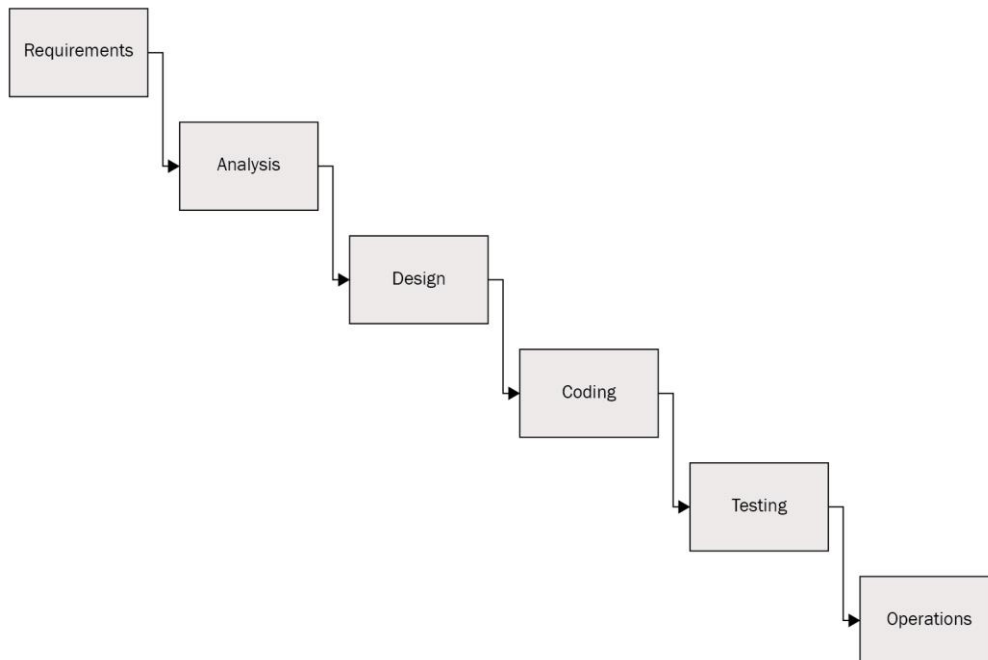 Requirements
Analysis
Design
Coding
Testing
Operations